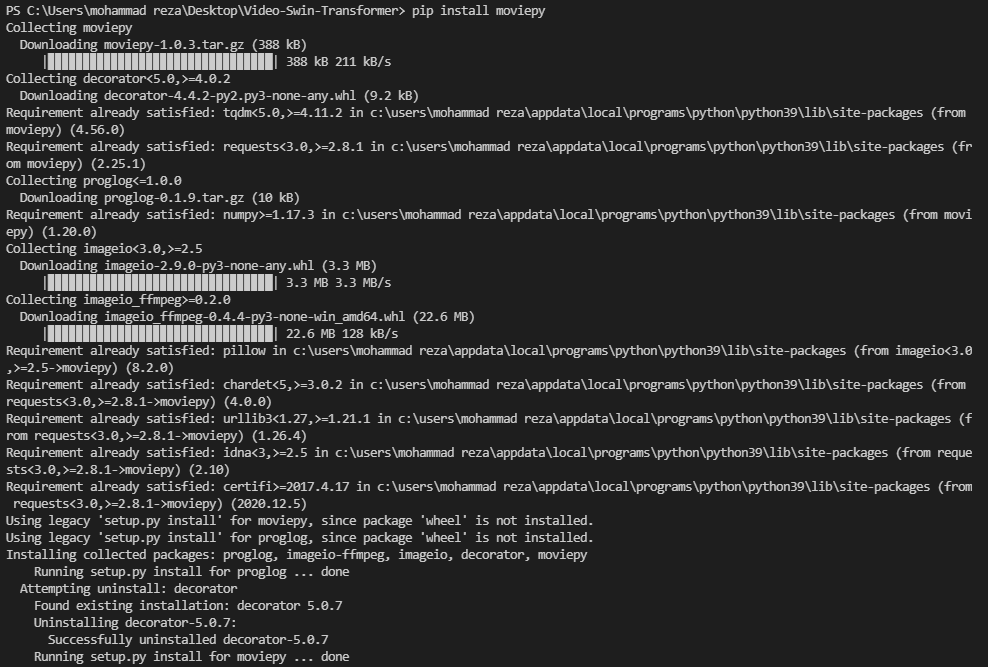 PS C:\Users\mohammad reza\Desktop\Video-Swin-Transformer> pip install moviepy
Collecting moviepy
  Downloading moviepy-1.0.3.tar.gz (388 kB)
     |████████████████████████████████| 388 kB 211 kB/s
Collecting decorator<5.0,>=4.0.2
  Downloading decorator-4.4.2-py2.py3-none-any.whl (9.2 kB)
Requirement already satisfied: tqdm<5.0,>=4.11.2 in c:\users\mohammad reza\appdata\local\programs\python\python39\lib\site-packages (from
moviepy) (4.56.0)
Requirement already satisfied: requests<3.0,>=2.8.1 in c:\users\mohammad reza\appdata\local\programs\python\python39\lib\site-packages (fr
om moviepy) (2.25.1)
Collecting proglog<=1.0.0
  Downloading proglog-0.1.9.tar.gz (10 kB)
Requirement already satisfied: numpy>=1.17.3 in c:\users\mohammad reza\appdata\local\programs\python\python39\lib\site-packages (from movi
epy) (1.20.0)
Collecting imageio<3.0,>=2.5
  Downloading imageio-2.9.0-py3-none-any.whl (3.3 MB)
     |████████████████████████████████| 3.3 MB 3.3 MB/s
Collecting imageio_ffmpeg>=0.2.0
  Downloading imageio_ffmpeg-0.4.4-py3-none-win_amd64.whl (22.6 MB)
     |████████████████████████████████| 22.6 MB 128 kB/s
Requirement already satisfied: pillow in c:\users\mohammad reza\appdata\local\programs\python\python39\lib\site-packages (from imageio<3.0
,>=2.5->moviepy) (8.2.0)
Requirement already satisfied: chardet<5,>=3.0.2 in c:\users\mohammad reza\appdata\local\programs\python\python39\lib\site-packages (from
requests<3.0,>=2.8.1->moviepy) (4.0.0)
Requirement already satisfied: urllib3<1.27,>=1.21.1 in c:\users\mohammad reza\appdata\local\programs\python\python39\lib\site-packages (f
rom requests<3.0,>=2.8.1->moviepy) (1.26.4)
Requirement already satisfied: idna<3,>=2.5 in c:\users\mohammad reza\appdata\local\programs\python\python39\lib\site-packages (from reque
sts<3.0,>=2.8.1->moviepy) (2.10)
Requirement already satisfied: certifi>=2017.4.17 in c:\users\mohammad reza\appdata\local\programs\python\python39\lib\site-packages (from
 requests<3.0,>=2.8.1->moviepy) (2020.12.5)
Using legacy 'setup.py install' for moviepy, since package 'wheel' is not installed.
Using legacy 'setup.py install' for proglog, since package 'wheel' is not installed.
Installing collected packages: proglog, imageio-ffmpeg, imageio, decorator, moviepy
    Running setup.py install for proglog ... done
  Attempting uninstall: decorator
    Found existing installation: decorator 5.0.7
    Uninstalling decorator-5.0.7:
      Successfully uninstalled decorator-5.0.7
    Running setup.py install for moviepy ... done